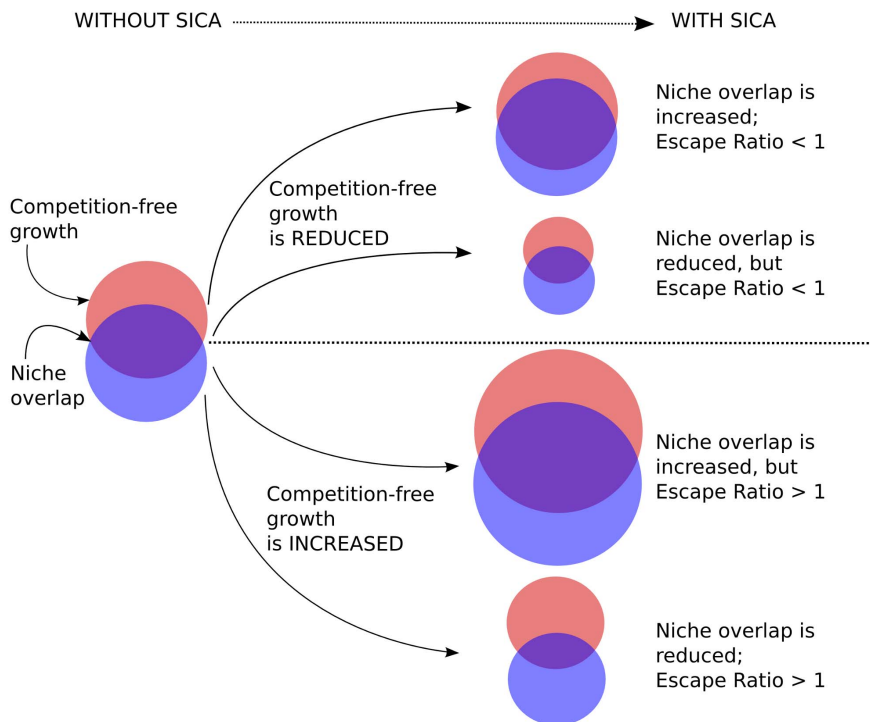 WITHOUT SICA
WITH SICA
Niche overlap is
increased;
Escape Ratio < 1
Competition-free
growth
is REDUCED
Niche overlap is
reduced, but
Escape Ratio < 1
Competition-free
growth
Niche
overlap
Niche overlap is
increased, but
Escape Ratio > 1
Competition-free
growth
is INCREASED
Niche overlap is
reduced;
Escape Ratio > 1